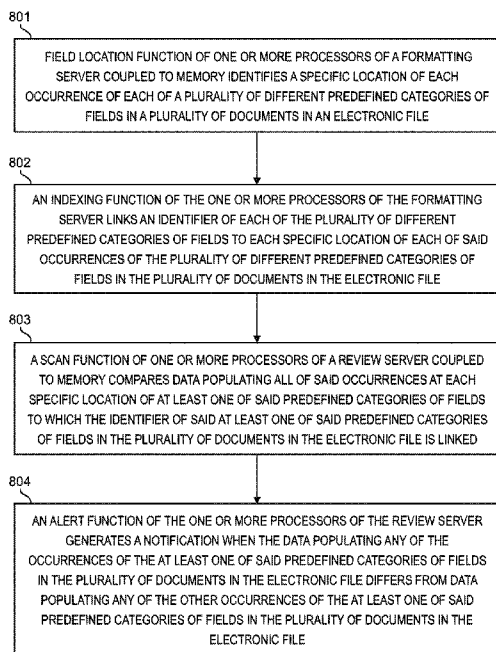 801
FIELD LOCATION FUNCTION OF ONE OR MORE PROCESSORS OF A FORMATTING
SERVER COUPLED TO MEMORY IDENTIFIES A SPECIFIC LOCATION OF EACH
OCCURRENCE OF EACH OF A PLURALITY OF DIFFERENT PREDEFINED CATEGORIES OF
FIELDS IN A PLURALITY OF DOCUMENTS IN AN ELECTRONIC FILE
802
AN INDEXING FUNCTION OF THE ONE OR MORE PROCESSORS OF THE FORMATTING
SERVER LINKS AN IDENTIFIER OF EACH OF THE PLURALITY OF DIFFERENT
PREDEFINED CATEGORIES OF FIELDS TO EACH SPECIFIC LOCATION OF EACH OF SAID
OCCURRENCES OF THE PLURALITY OF DIFFERENT PREDEFINED CATEGORIES OF
FIELDS IN THE PLURALITY OF DOCUMENTS IN THE ELECTRONIC FILE
803
A SCAN FUNCTION OF ONE OR MORE PROCESSORS OF A REVIEW SERVER COUPLED
TO MEMORY COMPARES DATA POPULATING ALL OF SAID OCCURRENCES AT EACH
SPECIFIC LOCATION OF AT LEAST ONE OF SAID PREDEFINED CATEGORIES OF FIELDS
TO WHICH THE IDENTIFIER OF SAID AT LEAST ONE OF SAID PREDEFINED CATEGORIES
OF FIELDS IN THE PLURALITY OF DOCUMENTS IN THE ELECTRONIC FILE IS LINKED
804
AN ALERT FUNCTION OF THE ONE OR MORE PROCESSORS OF THE REVIEW SERVER
GENERATES A NOTIFICATION WHEN THE DATA POPULATING ANY OF THE
OCCURRENCES OF THE AT LEAST ONE OF SAID PREDEFINED CATEGORIES OF FIELDS
IN THE PLURALITY OF DOCUMENTS IN THE ELECTRONIC FILE DIFFERS FROM DATA
POPULATING ANY OF THE OTHER OCCURRENCES OF THE AT LEAST ONE OF SAID
PREDEFINED CATEGORIES OF FIELDS IN THE PLURALITY OF DOCUMENTS IN THE
ELECTRONIC FILE